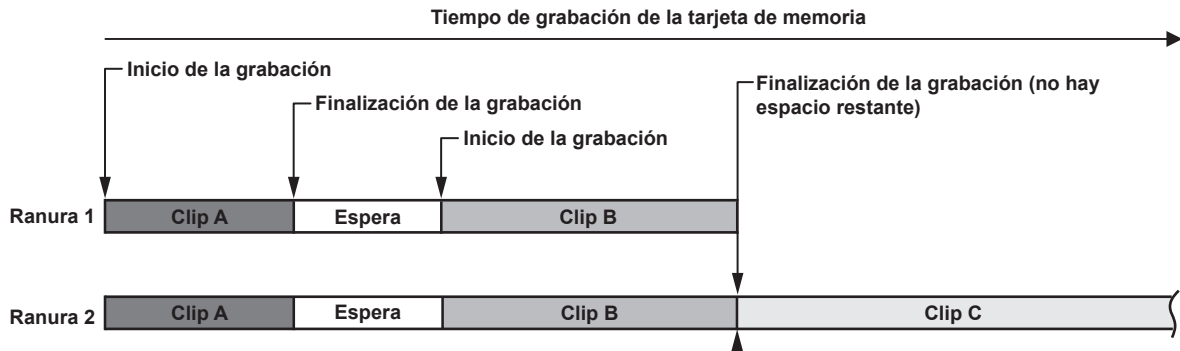 Tiempo de grabación de la tarjeta de memoria
Inicio de la grabación
Finalización de la grabación
Inicio de la grabación
Finalización de la grabación (no hay
espacio restante)
Ranura 1 Clip A Espera Clip B
Ranura 2 Clip A Espera Clip B Clip C